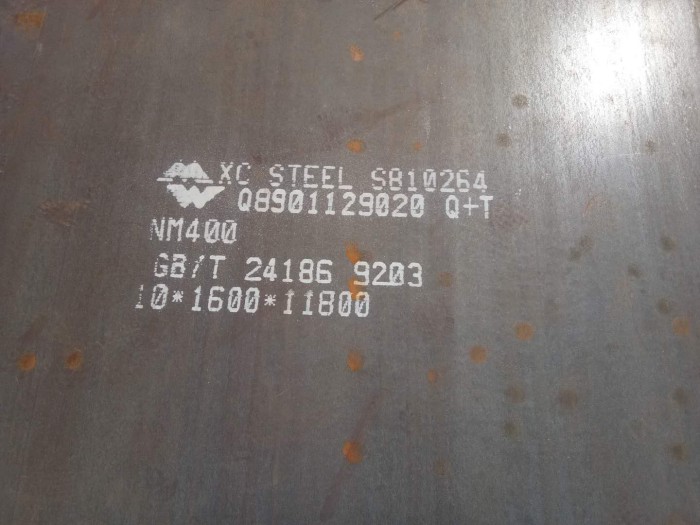 XC STEEL S810264
Q8901129020 Q+T
NM400
GB/T 24186 9203
10*1600*11800